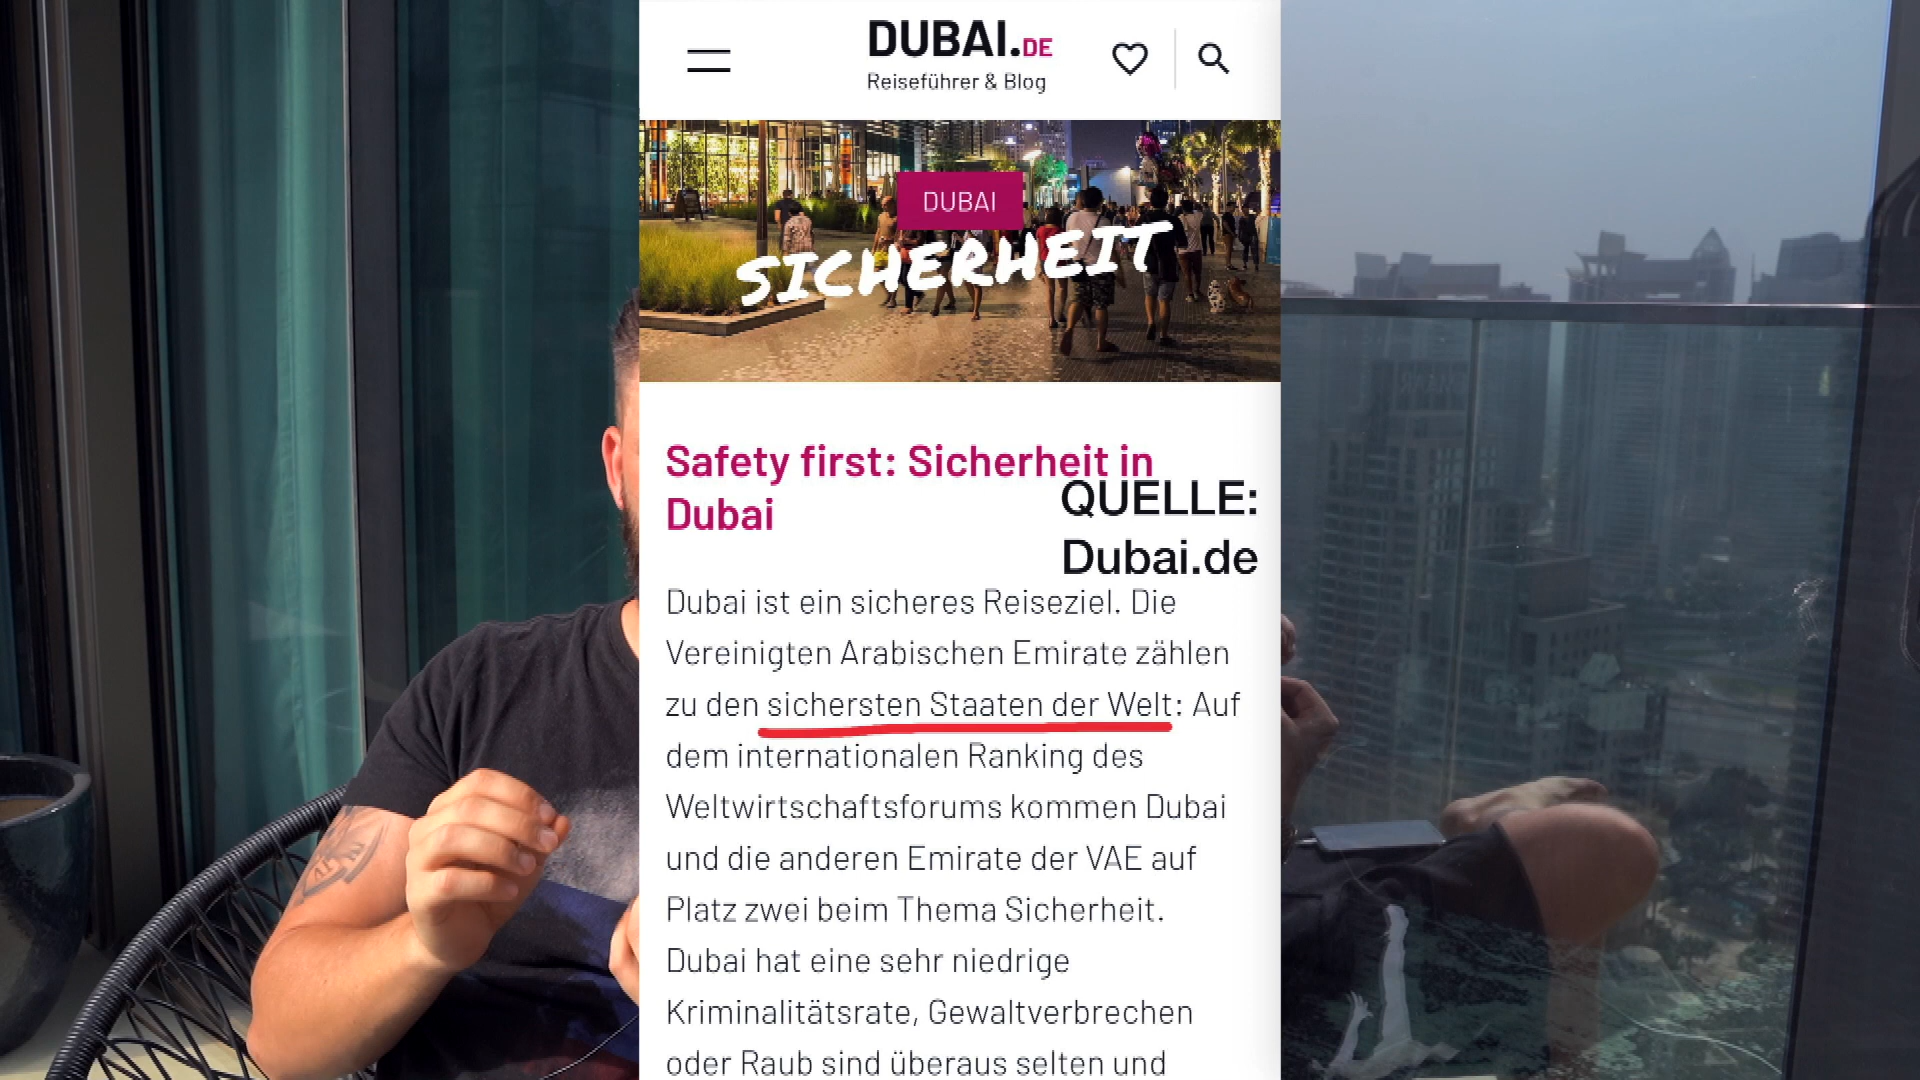 DUBAI.DE
Reiseführer & Blog
DUBAI
SICHERHEIT
Safety first: Sicherheit in
Dubai
QUELLE:
Dubai.de
Dubai ist ein sicheres Reiseziel. Die
Vereinigten Arabischen Emirate zählen
zu den sichersten Staaten der Welt: Auf
dem internationalen Ranking des
Weltwirtschaftsforums kommen Dubai
und die anderen Emirate der VAE auf
Platz zwei beim Thema Sicherheit.
Dubai hat eine sehr niedrige
Kriminalitätsrate, Gewaltverbrechen
oder Raub sind überaus selten und